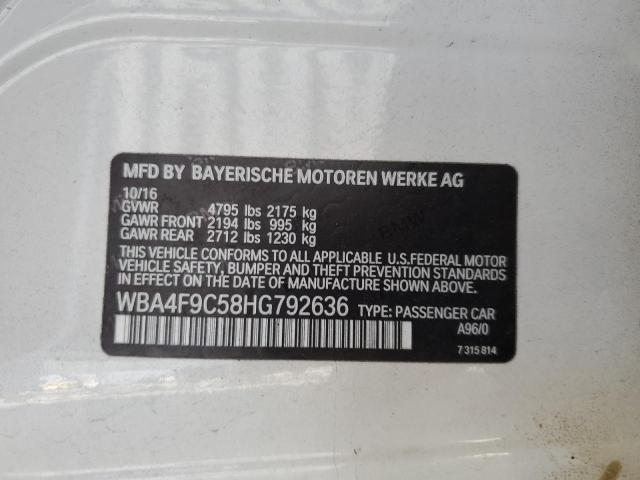 MFD BY BAYERISCHE MOTOREN WERKE AG
10/16
GVWR 4795 lbs 2175 kg
GAWR FRONT 2194 lbs 995 kg
GAWR REAR 2712 lbs 1230 kg
BMW
THIS VEHICLE CONFORMS TO ALL APPLICABLE U.S.FEDERAL MOTOR
VEHICLE SAFETY, BUMPER AND THEFT PREVENTION STANDARDS
IN EFFECT ON THE DATE OF MANUFACTURE SHOWN ABOVE.
WBA4F9C58HG792636 TYPE: PASSENGER CAR
A96/0
7 315 814